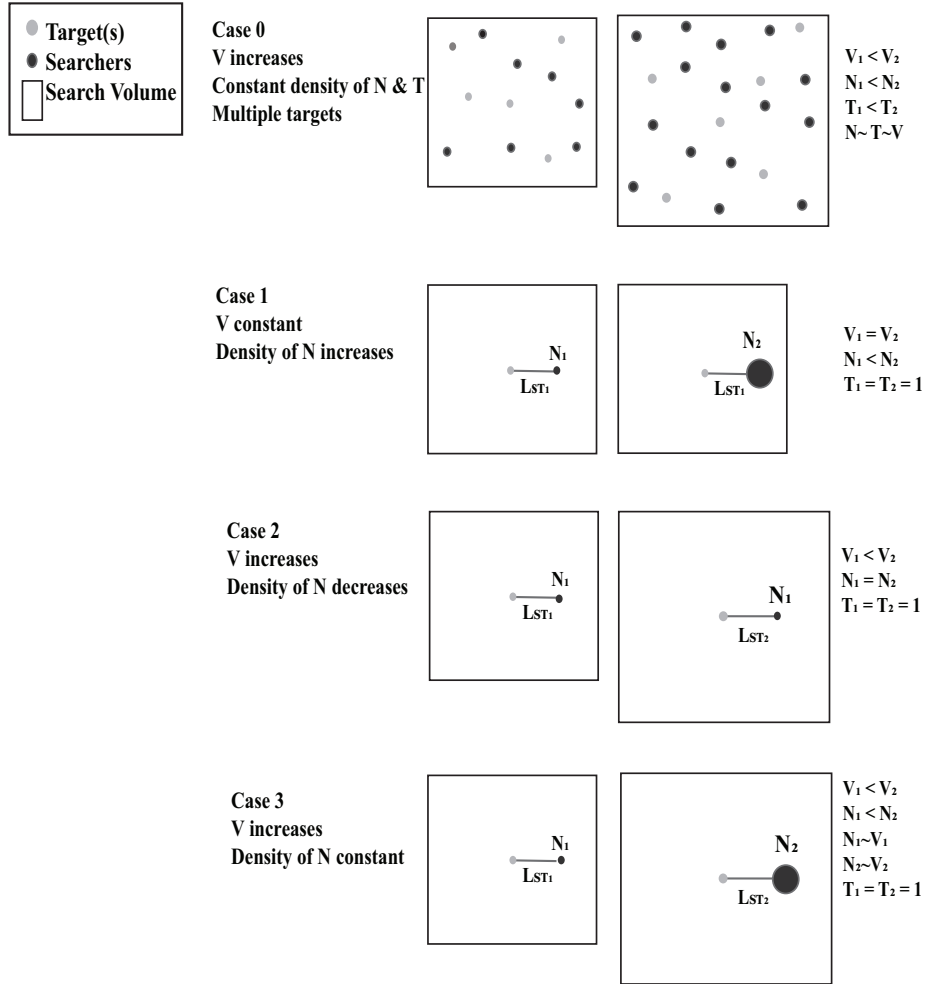 Target(s)
Searchers
Search Volume
Case 0
V increases
Constant density of N & T
Multiple targets
V₁ < V₂
N₁ < N₂
T₁ < T₂
N~ T~V
Case 1
V constant
Density of N increases
N₁
LST₁
N₂
LST₁
V₁ = V₂
N₁ < N₂
T₁ = T₂ = 1
Case 2
V increases
Density of N decreases
N₁
LST₁
N₁
LST₂
V₁ < V₂
N₁ = N₂
T₁ = T₂ = 1
Case 3
V increases
Density of N constant
N₁
LST₁
N₂
LST₂
V₁ < V₂
N₁ < N₂
N₁~V₁
N₂~V₂
T₁ = T₂ = 1